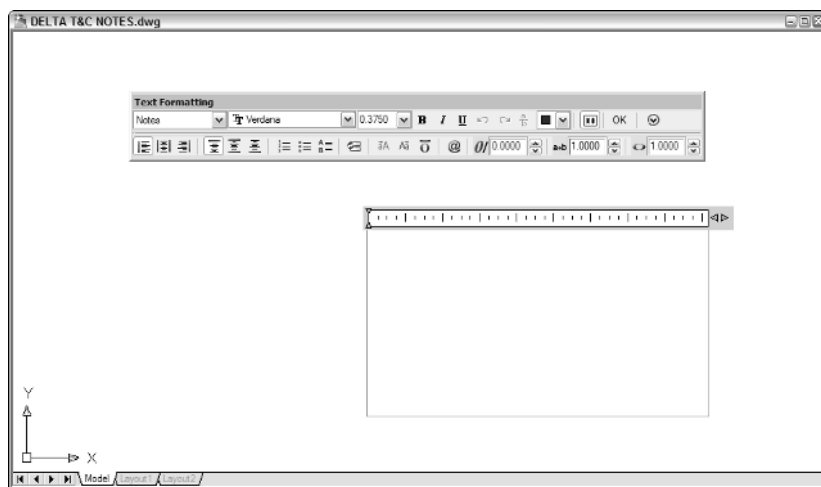 DELTA T&C NOTES.dwg
Text Formatting
Notes Verdana 0.3750 B I U OK
@ 0/ 0.0000 a•b 1.0000 1.0000
Y
X
Model Layout1 Layout2